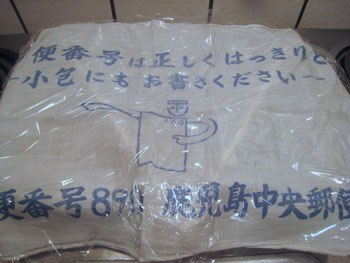 便番号は正しくはっきりと
〜小包にもお書きください〜
〒
便番号890 鹿児島中央郵便